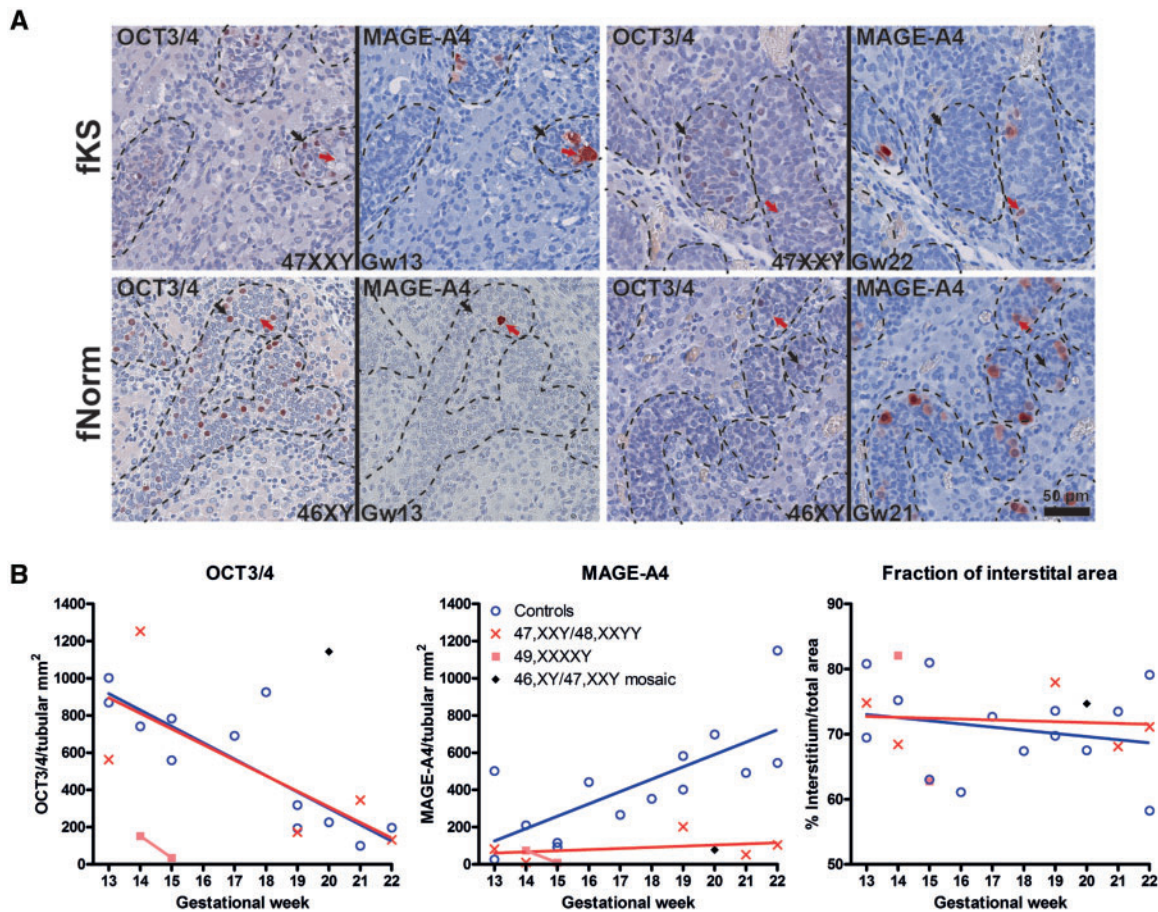 A
OCT3/4 MAGE-A4 OCT3/4 MAGE-A4
fKS
47XXY Gw13 47XXY Gw22
OCT3/4 MAGE-A4 OCT3/4 MAGE-A4
fNorm
50 µm
46XY Gw13 46XY Gw21
B
OCT3/4
OCT3/4/tubular mm²
1400
1200
1000
800
600
400
200
0
13 14 15 16 17 18 19 20 21 22
Gestational week
MAGE-A4
MAGE-A4/tubular mm²
1400
1200
1000
800
600
400
200
0
Controls
47,XXY/48,XXYY
49,XXXXY
46,XY/47,XXY mosaic
13 14 15 16 17 18 19 20 21 22
Gestational week
Fraction of interstital area
% Interstitium/total area
90
80
70
60
50
13 14 15 16 17 18 19 20 21 22
Gestational week